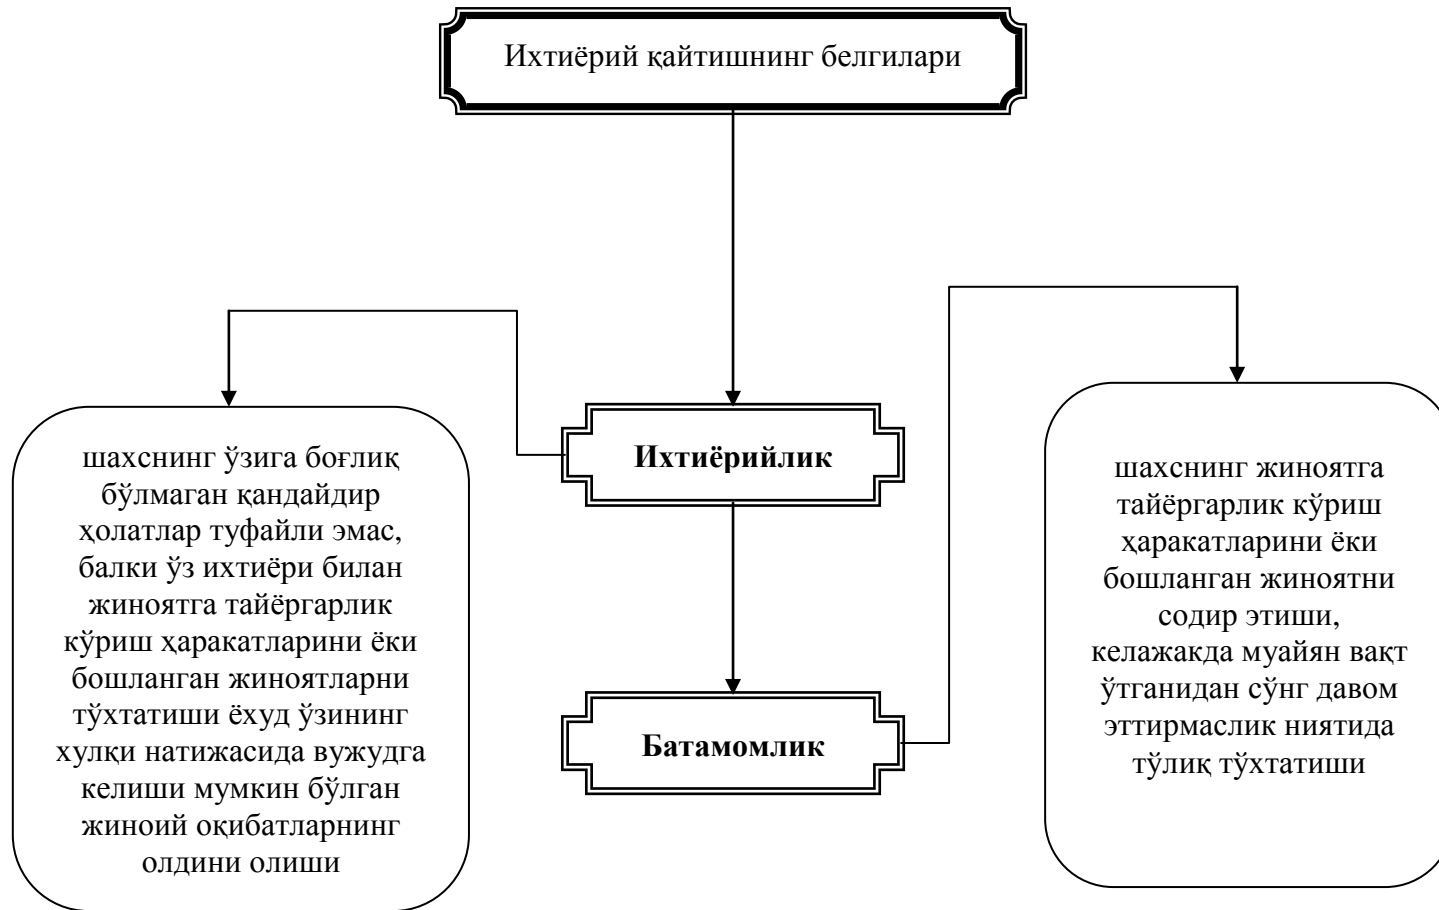 Ихтиёрий қайтишнинг белгилари
Ихтиёрийлик
шахснинг ўзига боғлиқ
бўлмаган қандайдир
ҳолатлар туфайли эмас,
балки ўз ихтиёри билан
жиноятга тайёргарлик
кўриш ҳаракатларини ёки
бошланган жиноятларни
тўхтатиши ёхуд ўзининг
хулқи натижасида вужудга
келиши мумкин бўлган
жиноий оқибатларнинг
олдини олиши
Батамомлик
шахснинг жиноятга
тайёргарлик кўриш
ҳаракатларини ёки
бошланган жиноятни
содир этиши,
келажакда муайян вақт
ўтганидан сўнг давом
эттирмаслик ниятида
тўлиқ тўхтатиши